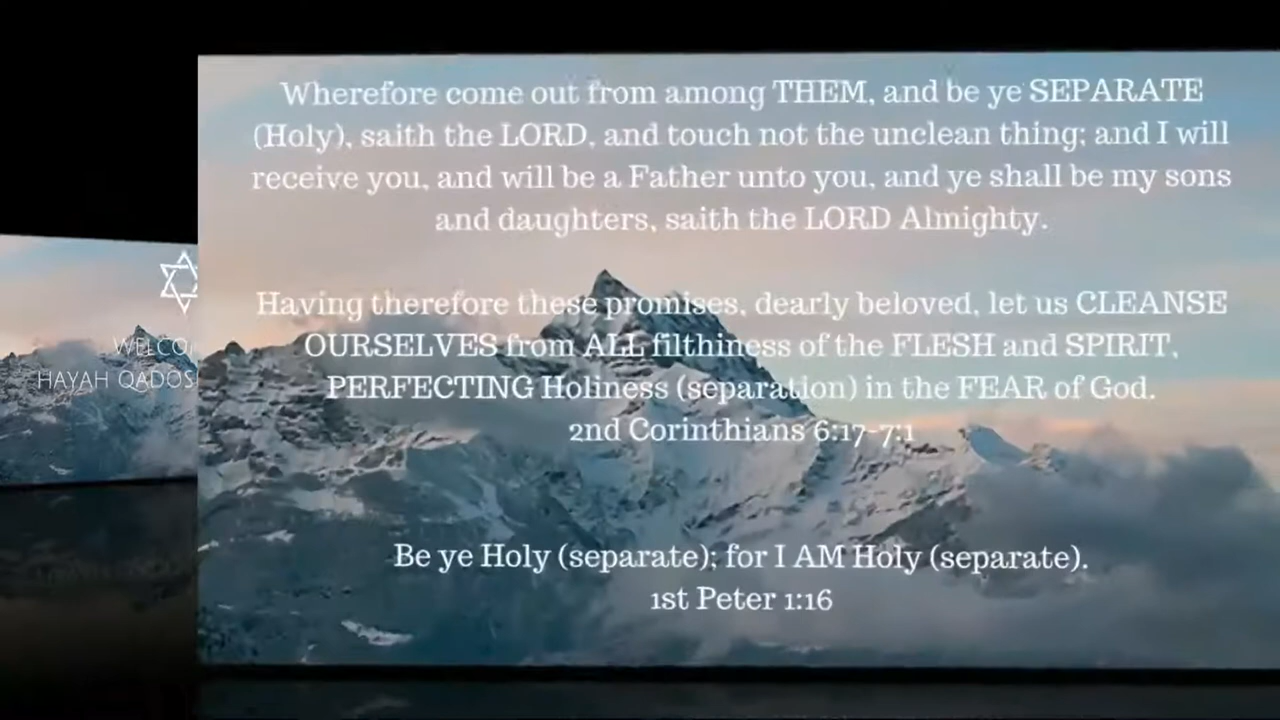 Wherefore come out from among THEM, and be ye SEPARATE
(Holy), saith the LORD, and touch not the unclean thing; and I will
receive you, and will be a Father unto you, and ye shall be my sons
and daughters, saith the LORD Almighty.
Having therefore these promises, dearly beloved, let us CLEANSE
OURSELVES from ALL filthiness of the FLESH and SPIRIT,
PERFECTING Holiness (separation) in the FEAR of God.
2nd Corinthians 6:17-7:1
Be ye Holy (separate); for I AM Holy (separate).
1st Peter 1:16
HAYAH